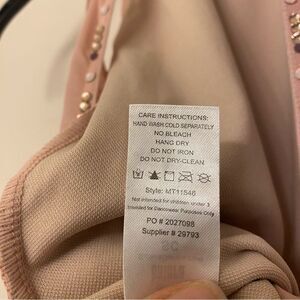 CARE INSTRUCTIONS:
HAND WASH COLD SEPARATELY
NO BLEACH
HANG DRY
DO NOT IRON
DO NOT DRY-CLEAN
Style: MT11546
Not intended for children under 3
Intended for Dancewear Purposes Only
PO # 2027098
Supplier # 29793